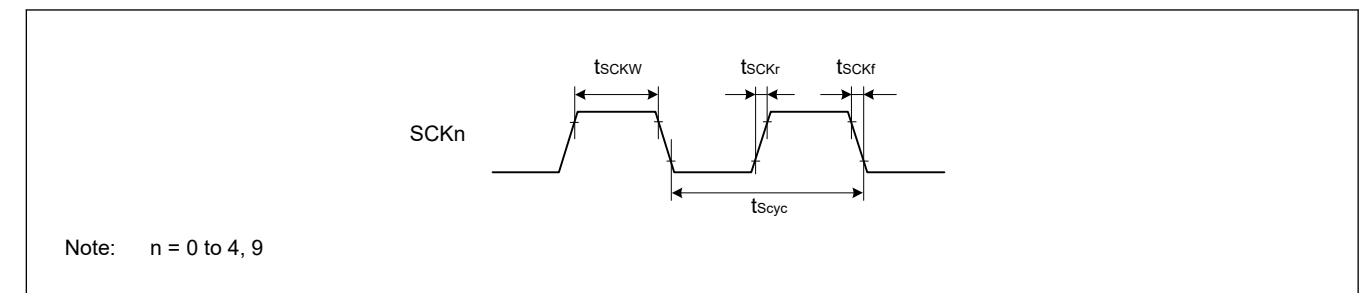 tSCKW tSCKr tSCKf
SCKn
tScyc
Note: n = 0 to 4, 9